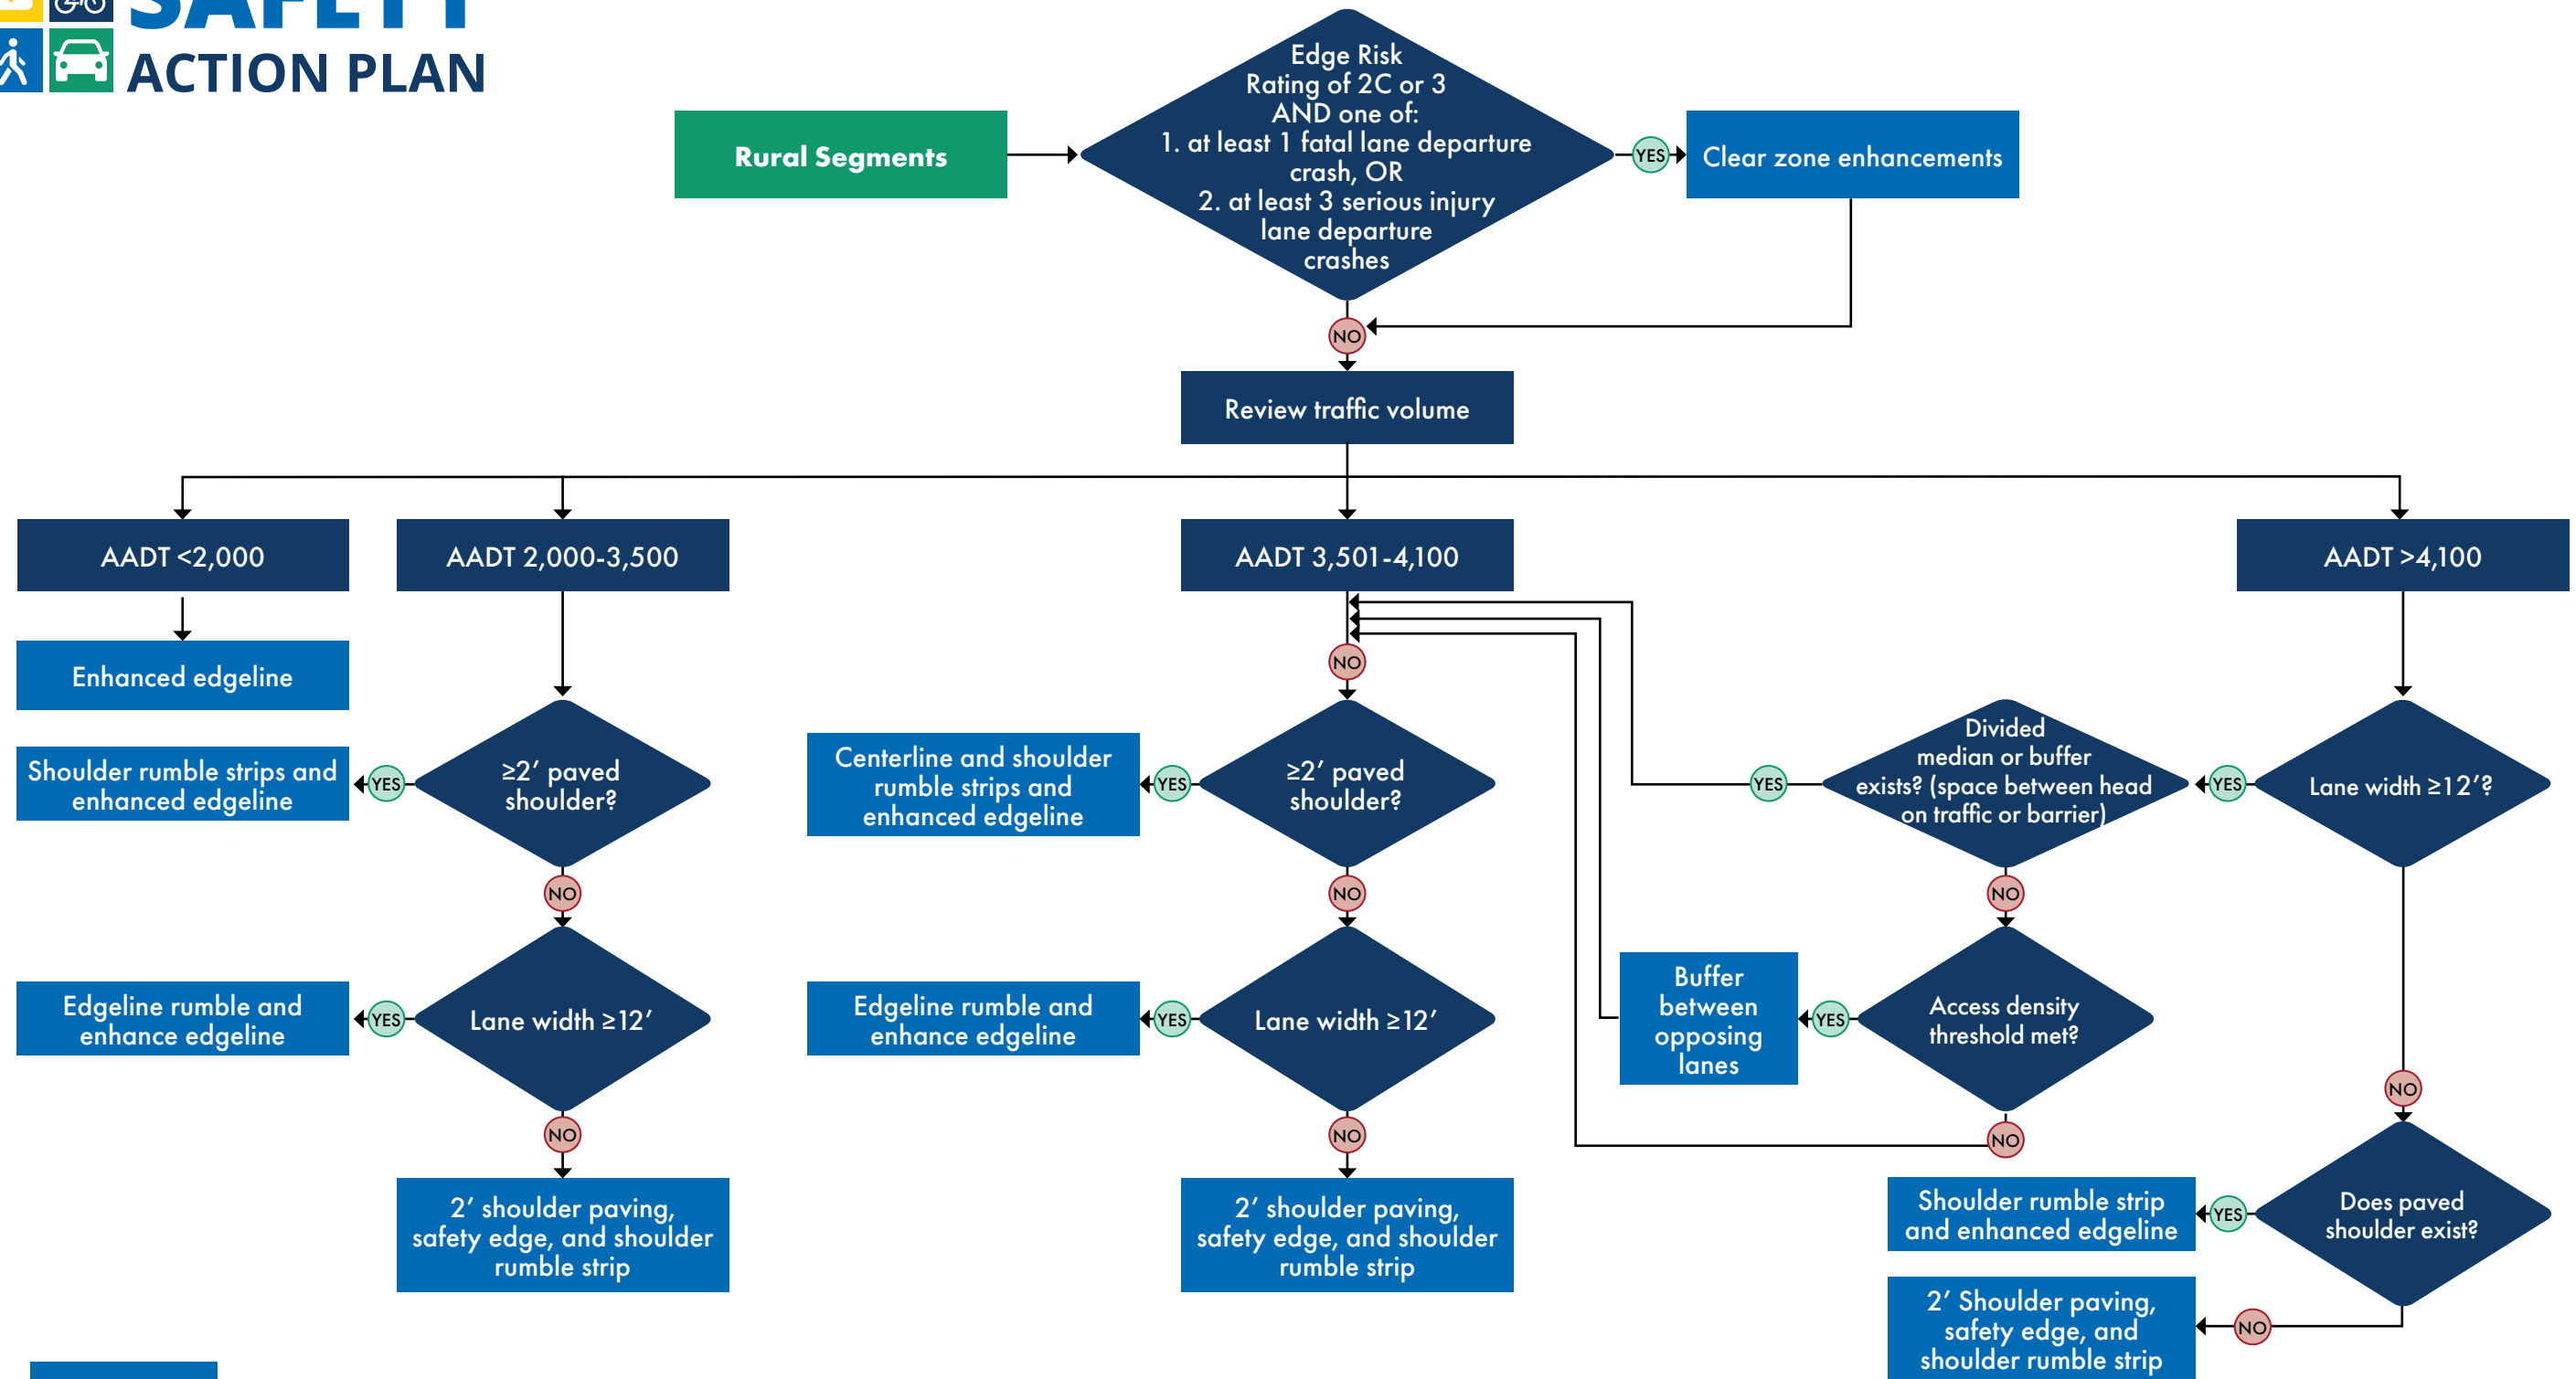 SAFETY
ACTION PLAN
Rural Segments
Edge Risk
Rating of 2C or 3
AND one of:
1. at least 1 fatal lane departure
crash, OR
2. at least 3 serious injury
lane departure
crashes
YES
Clear zone enhancements
NO
Review traffic volume
AADT <2,000
AADT 2,000-3,500
AADT 3,501-4,100
AADT >4,100
Enhanced edgeline
NO
Shoulder rumble strips and
enhanced edgeline
YES
≥2′ paved
shoulder?
Centerline and shoulder
rumble strips and
enhanced edgeline
YES
≥2′ paved
shoulder?
YES
Divided
median or buffer
exists? (space between head
on traffic or barrier)
YES
Lane width ≥12′?
NO
NO
NO
Edgeline rumble and
enhance edgeline
YES
Lane width ≥12′
Edgeline rumble and
enhance edgeline
YES
Lane width ≥12′
Buffer
between
opposing
lanes
YES
Access density
threshold met?
NO
NO
NO
NO
2′ shoulder paving,
safety edge, and shoulder
rumble strip
2′ shoulder paving,
safety edge, and shoulder
rumble strip
Shoulder rumble strip
and enhanced edgeline
YES
Does paved
shoulder exist?
2′ Shoulder paving,
safety edge, and
shoulder rumble strip
NO